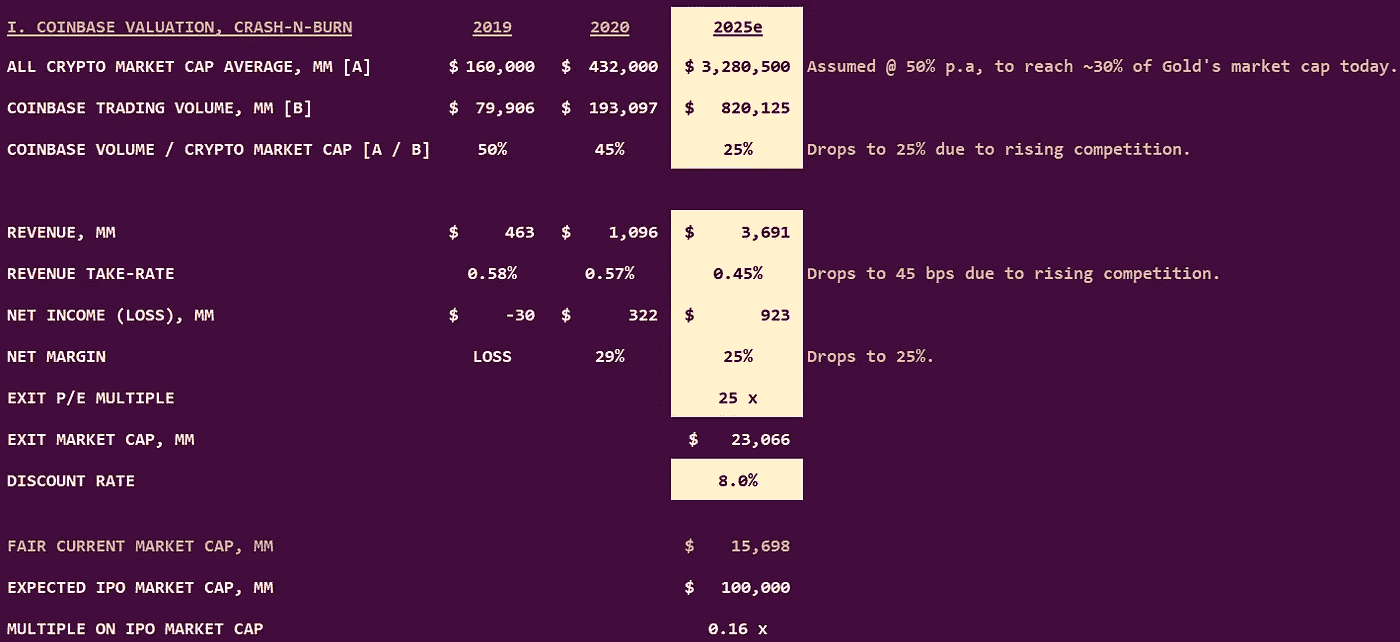 I. COINBASE VALUATION, CRASH-N-BURN 2019 2020 2025e
ALL CRYPTO MARKET CAP AVERAGE, MM [A] $ 160,000 $ 432,000 $ 3,280,500 Assumed @ 50% p.a, to reach ~30% of Gold's market cap today.
COINBASE TRADING VOLUME, MM [B] $ 79,906 $ 193,097 $ 820,125
COINBASE VOLUME / CRYPTO MARKET CAP [A / B] 50% 45% 25% Drops to 25% due to rising competition.
REVENUE, MM $ 463 $ 1,096 $ 3,691
REVENUE TAKE-RATE 0.58% 0.57% 0.45% Drops to 45 bps due to rising competition.
NET INCOME (LOSS), MM $ -30 $ 322 $ 923
NET MARGIN LOSS 29% 25% Drops to 25%.
EXIT P/E MULTIPLE 25 x
EXIT MARKET CAP, MM $ 23,066
DISCOUNT RATE 8.0%
FAIR CURRENT MARKET CAP, MM $ 15,698
EXPECTED IPO MARKET CAP, MM $ 100,000
MULTIPLE ON IPO MARKET CAP 0.16 x